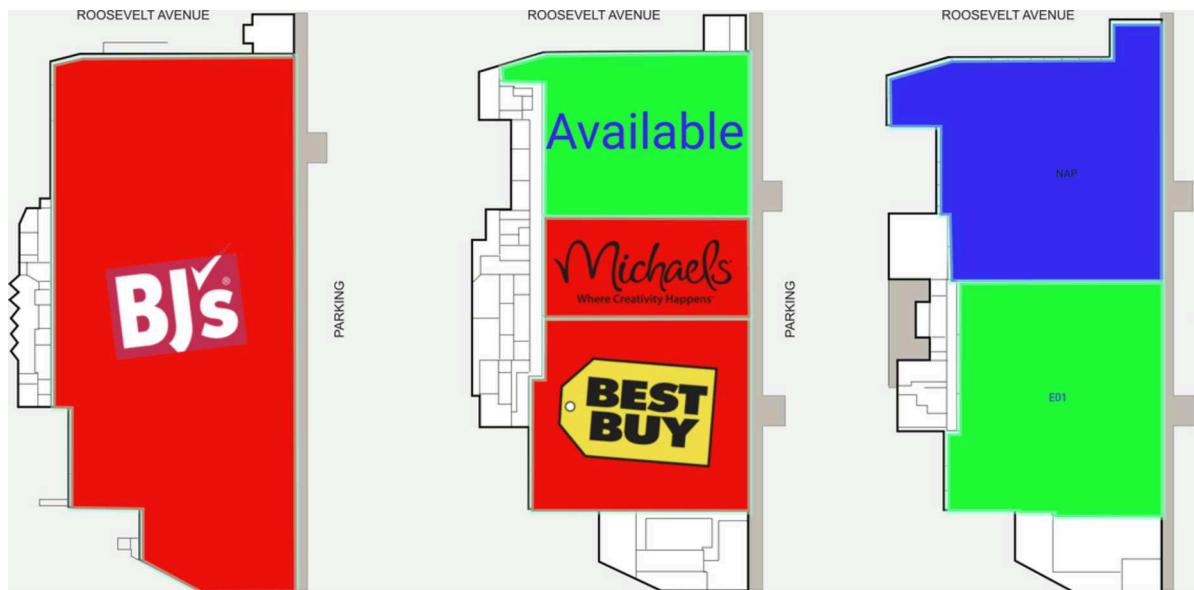 ROOSEVELT AVENUE
BJ's®
PARKING
ROOSEVELT AVENUE
Available
Michaels
Where Creativity Happens
PARKING
BEST
BUY
ROOSEVELT AVENUE
NAP
E01